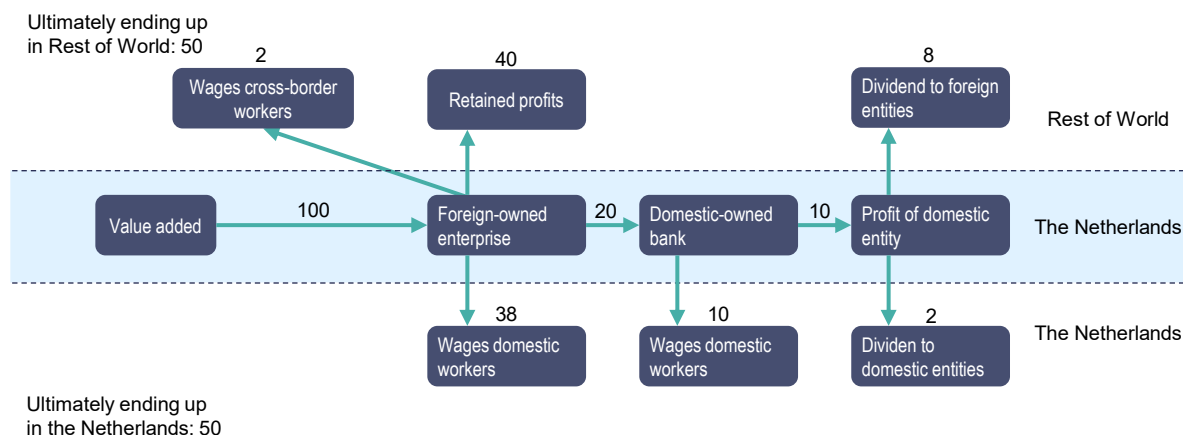 Ultimately ending up
in Rest of World: 50
2
Wages cross-border
workers
40
Retained profits
8
Dividend to foreign
entities
Rest of World
Value added
100
Foreign-owned
enterprise
20
Domestic-owned
bank
10
Profit of domestic
entity
The Netherlands
38
Wages domestic
workers
10
Wages domestic
workers
2
Dividen to
domestic entities
The Netherlands
Ultimately ending up
in the Netherlands: 50